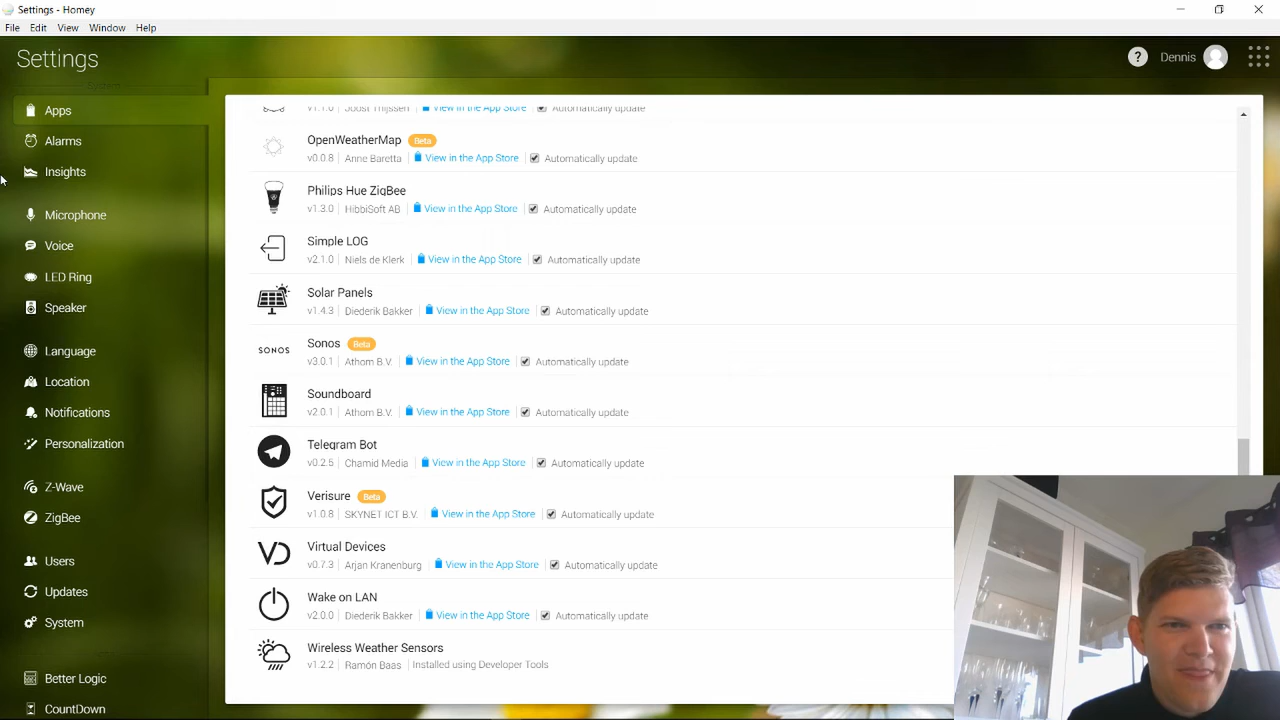 Settings - Homey
File Edit View Window Help
Settings
? Dennis
System
Apps
Alarms
Insights
Microphone
Voice
LED Ring
Speaker
Language
Location
Notifications
Personalization
Z-Wave
ZigBee
Users
Updates
System
Better Logic
CountDown
v1.1.0 Joost Thijssen View in the App Store Automatically update
OpenWeatherMap Beta
v0.0.8 Anne Baretta View in the App Store Automatically update
Philips Hue ZigBee
v1.3.0 HibbiSoft AB View in the App Store Automatically update
Simple LOG
v2.1.0 Niels de Klerk View in the App Store Automatically update
Solar Panels
v1.4.3 Diederik Bakker View in the App Store Automatically update
SONOS
Sonos Beta
v3.0.1 Athom B.V. View in the App Store Automatically update
Soundboard
v2.0.1 Athom B.V. View in the App Store Automatically update
Telegram Bot
v0.2.5 Chamid Media View in the App Store Automatically update
Verisure Beta
v1.0.8 SKYNET ICT B.V. View in the App Store Automatically update
VD
Virtual Devices
v0.7.3 Arjan Kranenburg View in the App Store Automatically update
Wake on LAN
v2.0.0 Diederik Bakker View in the App Store Automatically update
Wireless Weather Sensors
v1.2.2 Ramón Baas Installed using Developer Tools